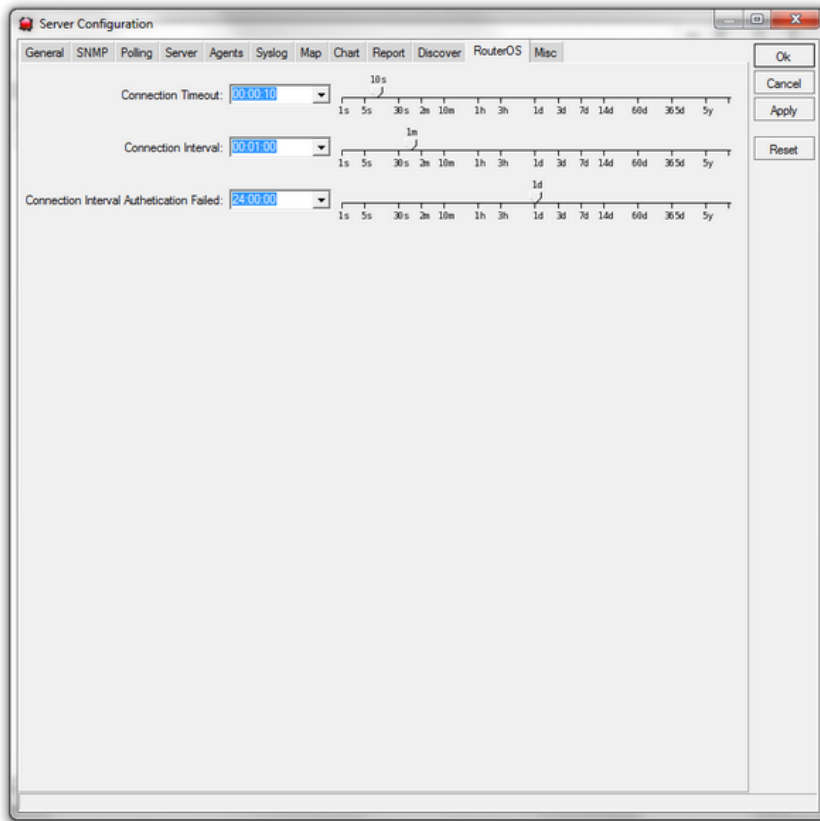 Server Configuration
General SNMP Polling Server Agents Syslog Map Chart Report Discover RouterOS Misc
Ok
Cancel
Apply
Reset
10s
Connection Timeout: 00:00:10
1s 5s 30s 2m 10m 1h 3h 1d 3d 7d 14d 60d 365d 5y
1m
Connection Interval: 00:01:00
1s 5s 30s 2m 10m 1h 3h 1d 3d 7d 14d 60d 365d 5y
1d
Connection Interval Authetication Failed: 24:00:00
1s 5s 30s 2m 10m 1h 3h 1d 3d 7d 14d 60d 365d 5y